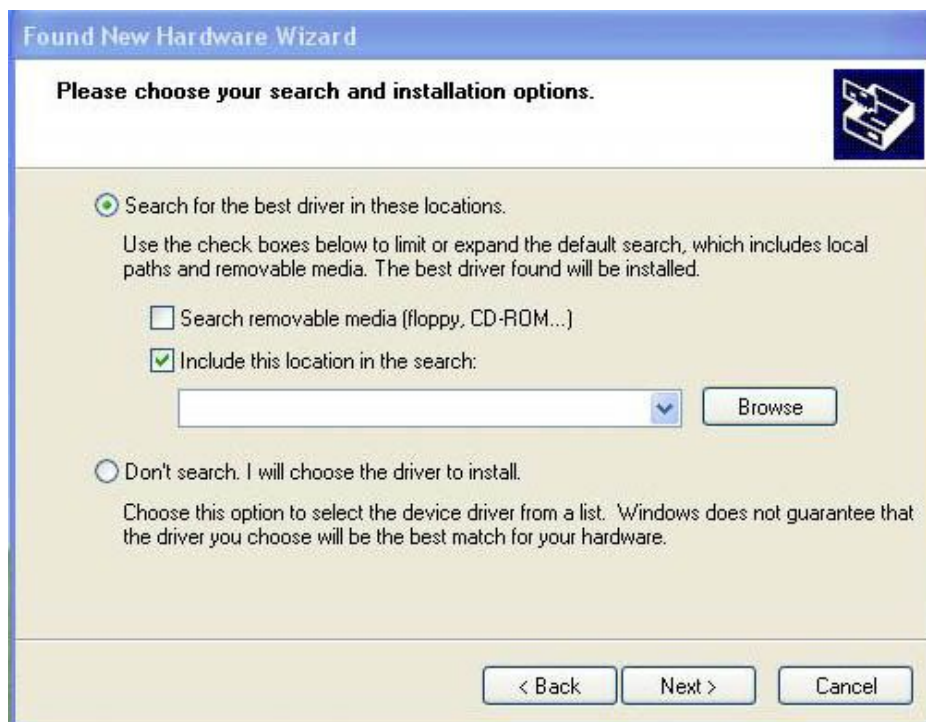 Found New Hardware Wizard
Please choose your search and installation options.
Search for the best driver in these locations.
Use the check boxes below to limit or expand the default search, which includes local
paths and removable media. The best driver found will be installed.
Search removable media (floppy, CD-ROM...)
Include this location in the search:
Browse
Don't search. I will choose the driver to install.
Choose this option to select the device driver from a list. Windows does not guarantee that
the driver you choose will be the best match for your hardware.
< Back Next > Cancel